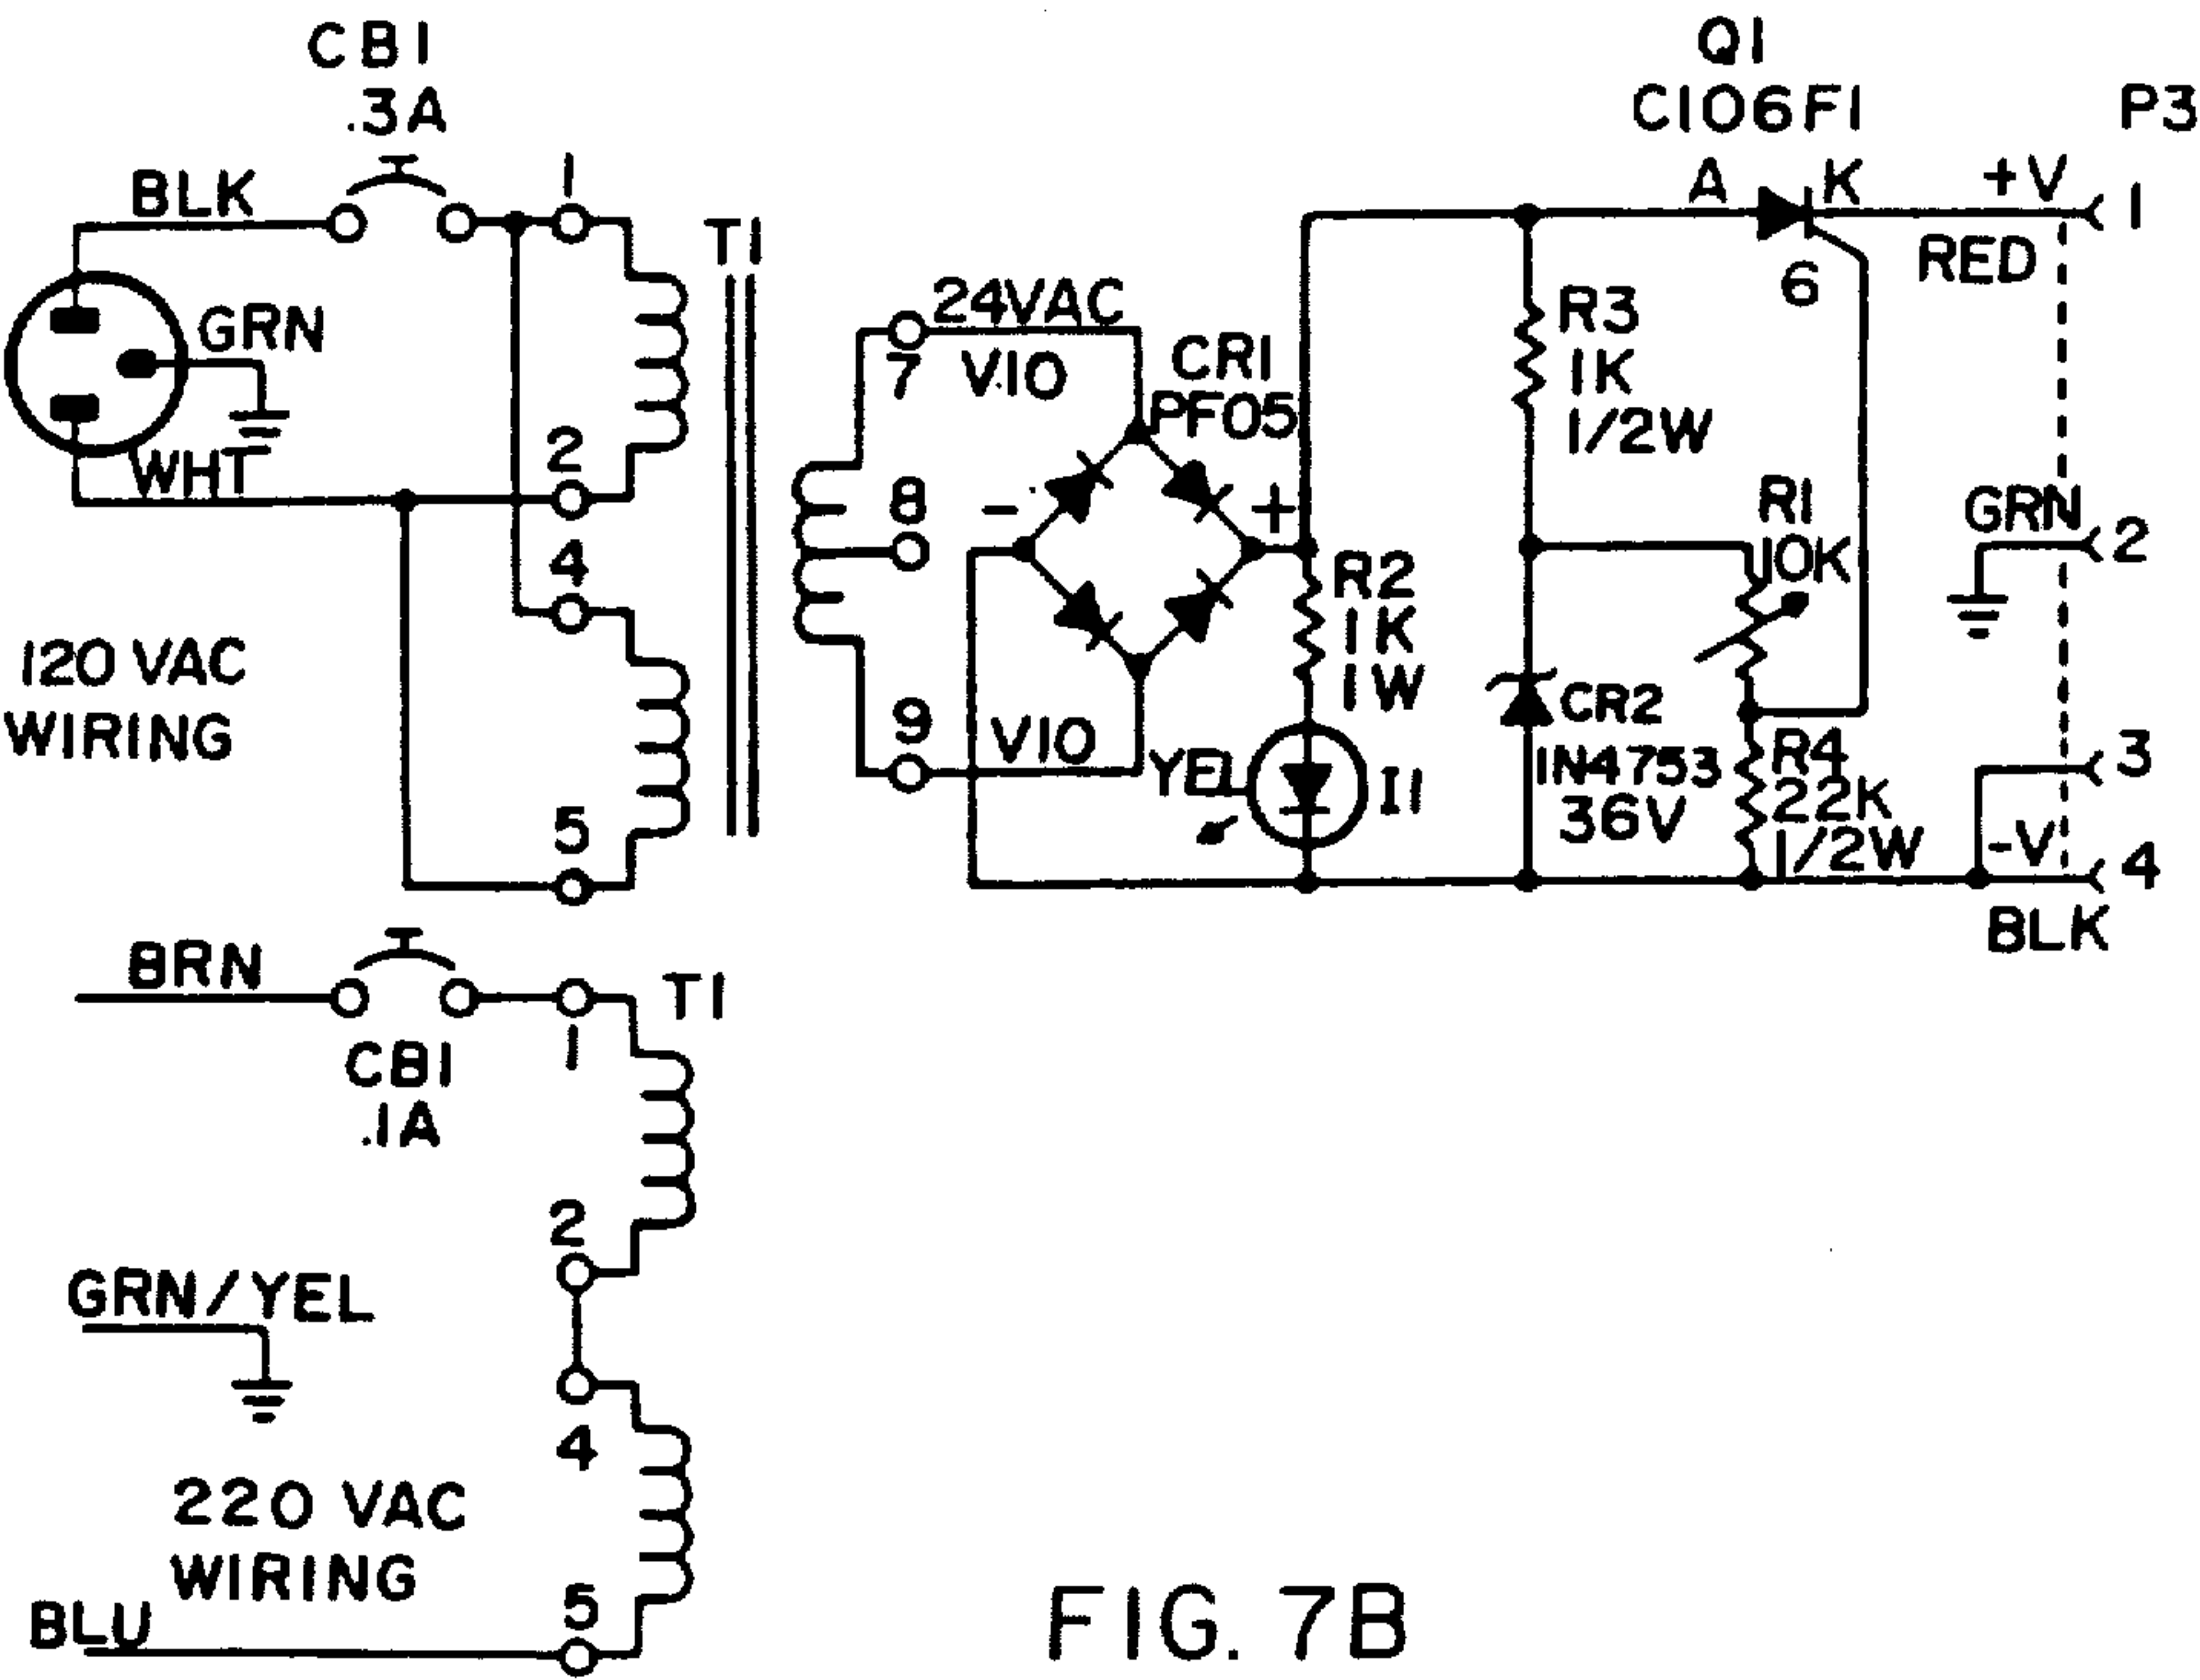 CB1
.3A
BLK
1
T1
GRN
WHT
2
4
120 VAC
WIRING
5
24VAC
7
VIO
8
9
VIO
CR1
PF05
-
+
R2
1K
1W
YEL
I1
Q1
C106F1
A
K
6
R3
1K
1/2W
R1
10K
CR2
1N4753
36V
R4
22K
1/2W
P3
+V
1
RED
GRN
2
3
-V
4
BLK
BRN
CB1
.1A
1
T1
2
GRN/YEL
4
220 VAC
WIRING
BLU
5
FIG. 7B